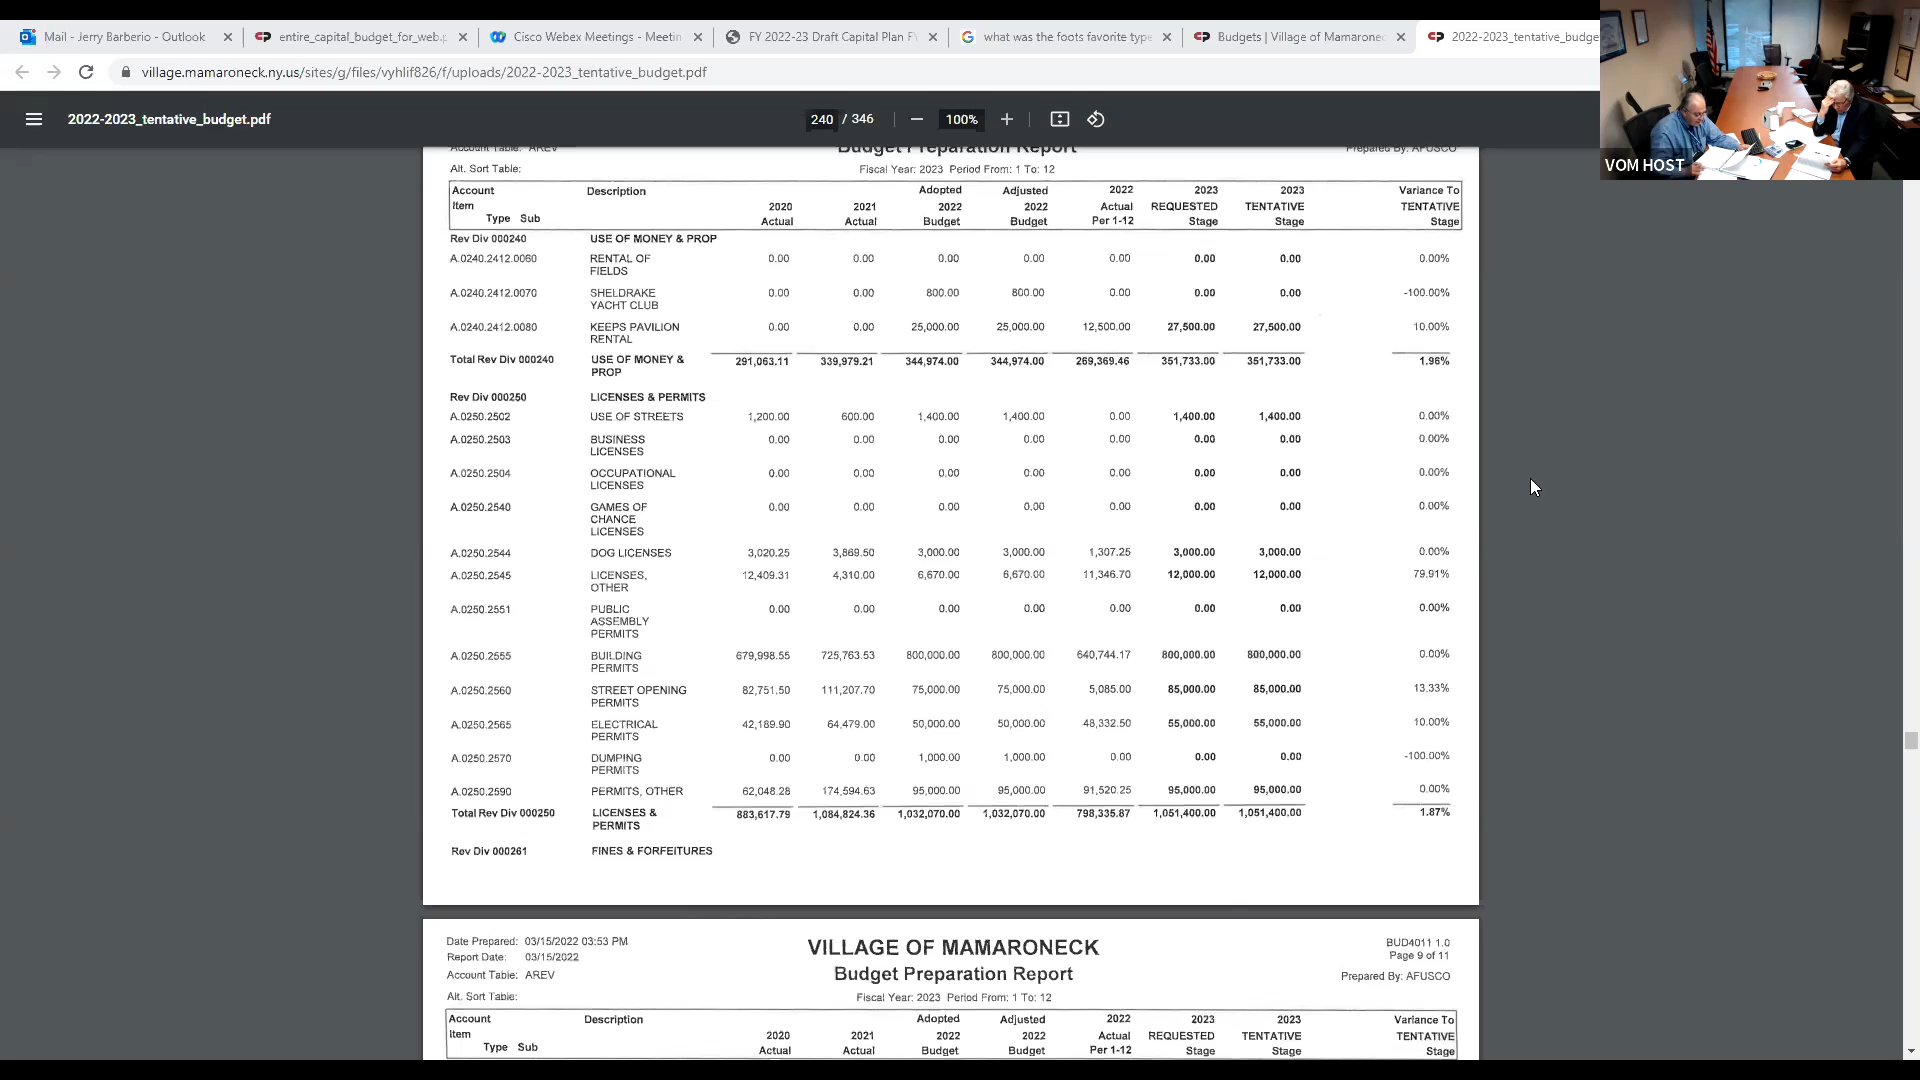 Mail - Jerry Barberio - Outlook
entire_capital_budget_for_web.p
Cisco Webex Meetings - Meetin
FY 2022-23 Draft Capital Plan F
what was the foots favorite type
Budgets | Village of Mamaronec
2022-2023_tentative_budge
village.mamaroneck.ny.us/sites/g/files/vyhlif826/f/uploads/2022-2023_tentative_budget.pdf
2022-2023_tentative_budget.pdf
240 / 346
100%
VOM HOST
Account Table: AREV Budget Preparation Report Prepared By: AFUSCO
Alt. Sort Table: Fiscal Year: 2023 Period From: 1 To: 12
Account Description Adopted Adjusted 2022 2023 2023 Variance To
Item 2020 2021 2022 2022 Actual REQUESTED TENTATIVE TENTATIVE
Type Sub Actual Actual Budget Budget Per 1-12 Stage Stage Stage
Rev Div 000240 USE OF MONEY & PROP
A.0240.2412.0060 RENTAL OF 0.00 0.00 0.00 0.00 0.00 0.00 0.00 0.00%
FIELDS
A.0240.2412.0070 SHELDRAKE 0.00 0.00 800.00 800.00 0.00 0.00 0.00 -100.00%
YACHT CLUB
A.0240.2412.0080 KEEPS PAVILION 0.00 0.00 25,000.00 25,000.00 12,500.00 27,500.00 27,500.00 10.00%
RENTAL
Total Rev Div 000240 USE OF MONEY & 291,063.11 339,979.21 344,974.00 344,974.00 269,369.46 351,733.00 351,733.00 1.96%
PROP
Rev Div 000250 LICENSES & PERMITS
A.0250.2502 USE OF STREETS 1,200.00 600.00 1,400.00 1,400.00 0.00 1,400.00 1,400.00 0.00%
A.0250.2503 BUSINESS 0.00 0.00 0.00 0.00 0.00 0.00 0.00 0.00%
LICENSES
A.0250.2504 OCCUPATIONAL 0.00 0.00 0.00 0.00 0.00 0.00 0.00 0.00%
LICENSES
A.0250.2540 GAMES OF 0.00 0.00 0.00 0.00 0.00 0.00 0.00 0.00%
CHANCE
LICENSES
A.0250.2544 DOG LICENSES 3,020.25 3,869.50 3,000.00 3,000.00 1,307.25 3,000.00 3,000.00 0.00%
A.0250.2545 LICENSES, 12,409.31 4,310.00 6,670.00 6,670.00 11,346.70 12,000.00 12,000.00 79.91%
OTHER
A.0250.2551 PUBLIC 0.00 0.00 0.00 0.00 0.00 0.00 0.00 0.00%
ASSEMBLY
PERMITS
A.0250.2555 BUILDING 679,998.55 725,763.53 800,000.00 800,000.00 640,744.17 800,000.00 800,000.00 0.00%
PERMITS
A.0250.2560 STREET OPENING 82,751.50 111,207.70 75,000.00 75,000.00 5,085.00 85,000.00 85,000.00 13.33%
PERMITS
A.0250.2565 ELECTRICAL 42,189.90 64,479.00 50,000.00 50,000.00 48,332.50 55,000.00 55,000.00 10.00%
PERMITS
A.0250.2570 DUMPING 0.00 0.00 1,000.00 1,000.00 0.00 0.00 0.00 -100.00%
PERMITS
A.0250.2590 PERMITS, OTHER 62,048.28 174,594.63 95,000.00 95,000.00 91,520.25 95,000.00 95,000.00 0.00%
Total Rev Div 000250 LICENSES & 883,617.79 1,084,824.36 1,032,070.00 1,032,070.00 798,335.87 1,051,400.00 1,051,400.00 1.87%
PERMITS
Rev Div 000261 FINES & FORFEITURES
Date Prepared: 03/15/2022 03:53 PM VILLAGE OF MAMARONECK BUD4011 1.0
Report Date: 03/15/2022 Page 9 of 11
Account Table: AREV Budget Preparation Report Prepared By: AFUSCO
Alt. Sort Table: Fiscal Year: 2023 Period From: 1 To: 12
Account Description Adopted Adjusted 2022 2023 2023 Variance To
Item 2020 2021 2022 2022 Actual REQUESTED TENTATIVE TENTATIVE
Type Sub Actual Actual Budget Budget Per 1-12 Stage Stage Stage